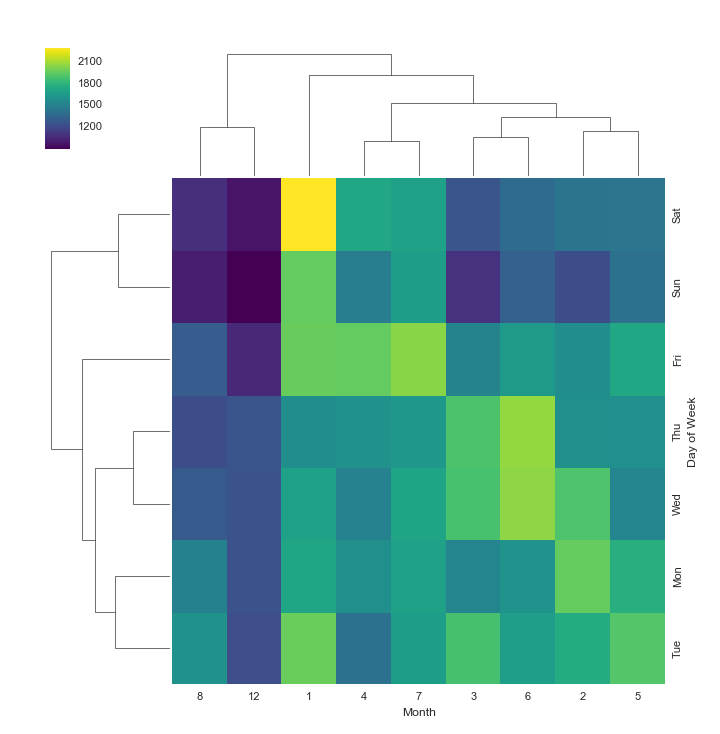 2100
1800
1500
1200
Sat
Sun
Fri
Thu
Wed
Mon
Tue
Day of Week
8 12 1 4 7 3 6 2 5
Month